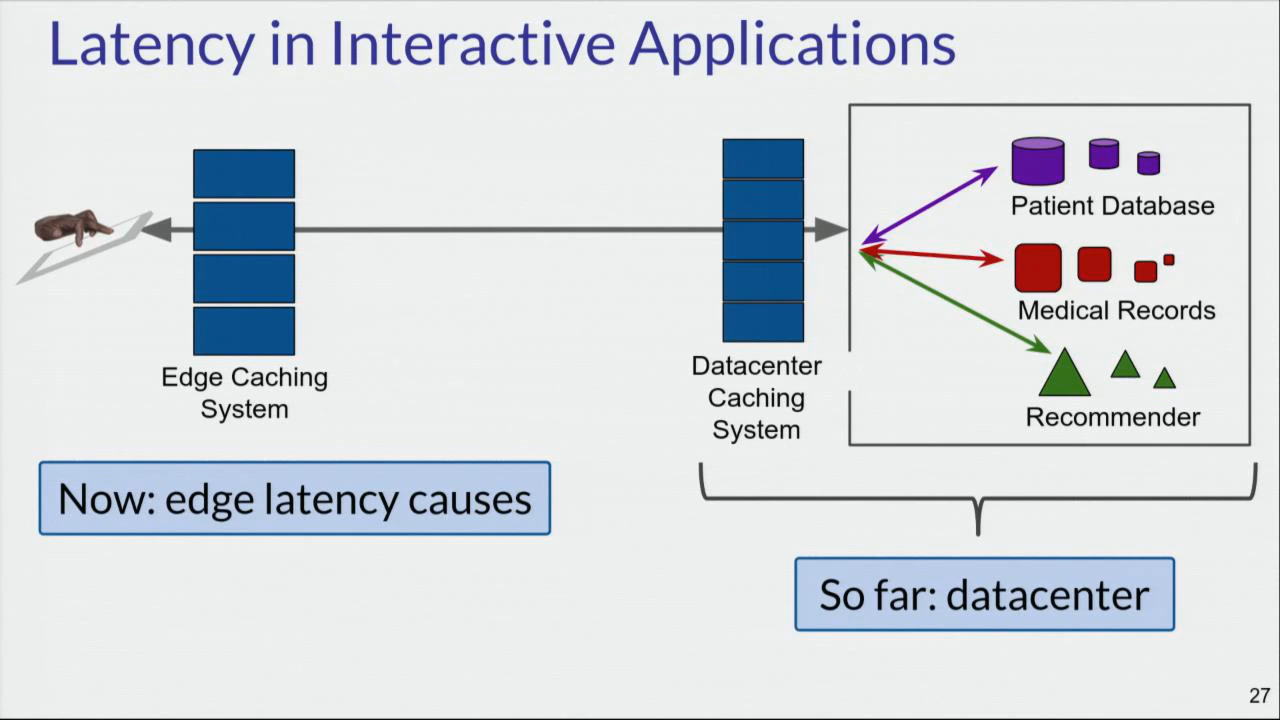 Latency in Interactive Applications
Patient Database
Medical Records
Recommender
Edge Caching
System
Datacenter
Caching
System
Now: edge latency causes
So far: datacenter
27